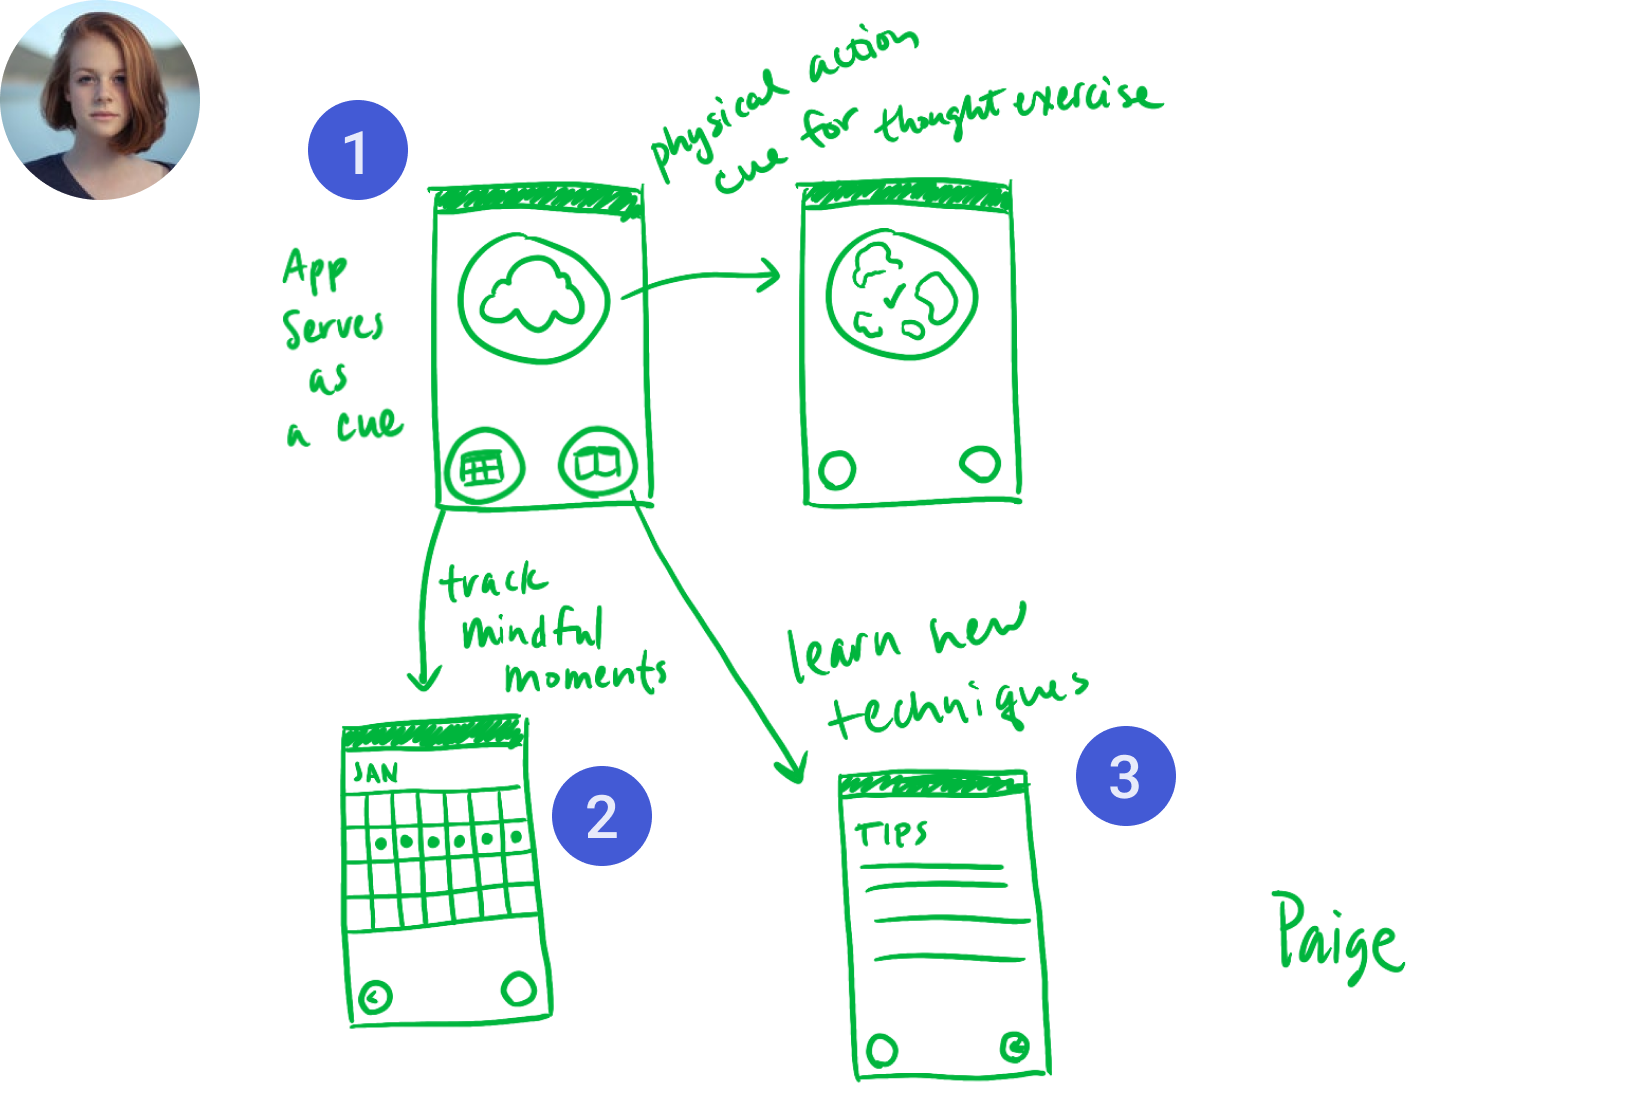 1
physical action
cue for thought exercise
App
Serves
as
a cue
track
mindful
moments
learn new
techniques
JAN
2
3
TIPS
Paige